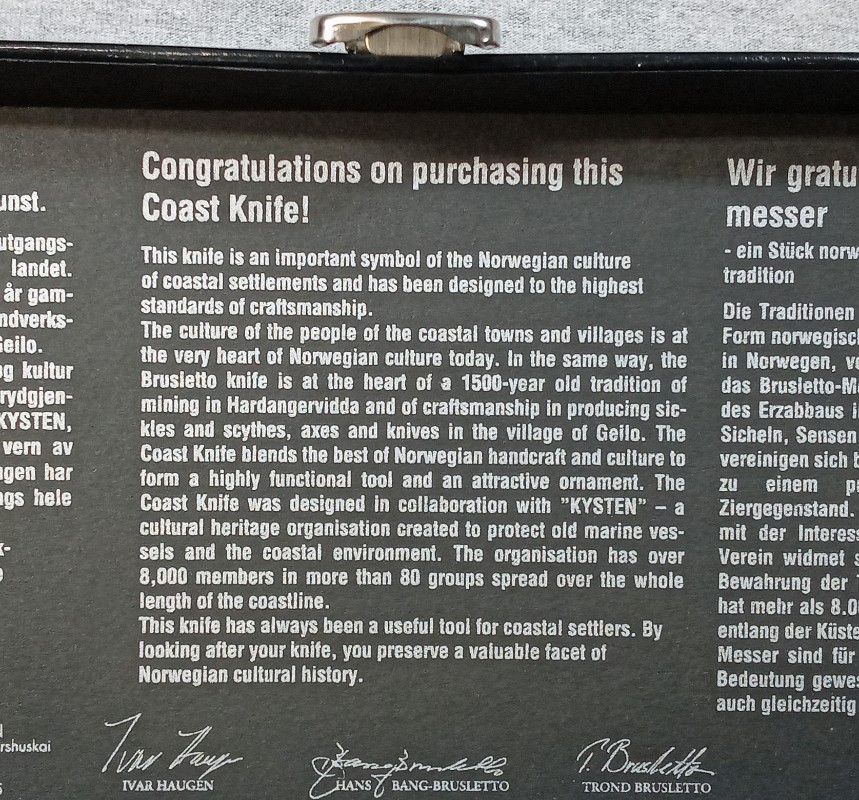 unst.
utgangs-
landet.
år gam-
ndverks-
Geilo.
og kultur
rydgjen-
KYSTEN,
vern av
ngen har
ngs hele
k-
rshuskai
Congratulations on purchasing this
Coast Knife!
This knife is an important symbol of the Norwegian culture
of coastal settlements and has been designed to the highest
standards of craftsmanship.
The culture of the people of the coastal towns and villages is at
the very heart of Norwegian culture today. In the same way, the
Brusletto knife is at the heart of a 1500-year old tradition of
mining in Hardangervidda and of craftsmanship in producing sic-
kles and scythes, axes and knives in the village of Geilo. The
Coast Knife blends the best of Norwegian handcraft and culture to
form a highly functional tool and an attractive ornament. The
Coast Knife was designed in collaboration with ”KYSTEN” – a
cultural heritage organisation created to protect old marine ves-
sels and the coastal environment. The organisation has over
8,000 members in more than 80 groups spread over the whole
length of the coastline.
This knife has always been a useful tool for coastal settlers. By
looking after your knife, you preserve a valuable facet of
Norwegian cultural history.
Wir gratu
messer
- ein Stück norw
tradition
Die Traditionen
Form norwegisch
in Norwegen, ve
das Brusletto-M
des Erzabbaus i
Sicheln, Sensen
vereinigen sich b
zu einem p
Ziergegenstand.
mit der Interess
Verein widmet s
Bewahrung der
hat mehr als 8.00
entlang der Küste
Messer sind für
Bedeutung gewes
auch gleichzeitig
Ivar Haugen
IVAR HAUGEN
HANS BANG-BRUSLETTO
T. Brusletto
TROND BRUSLETTO